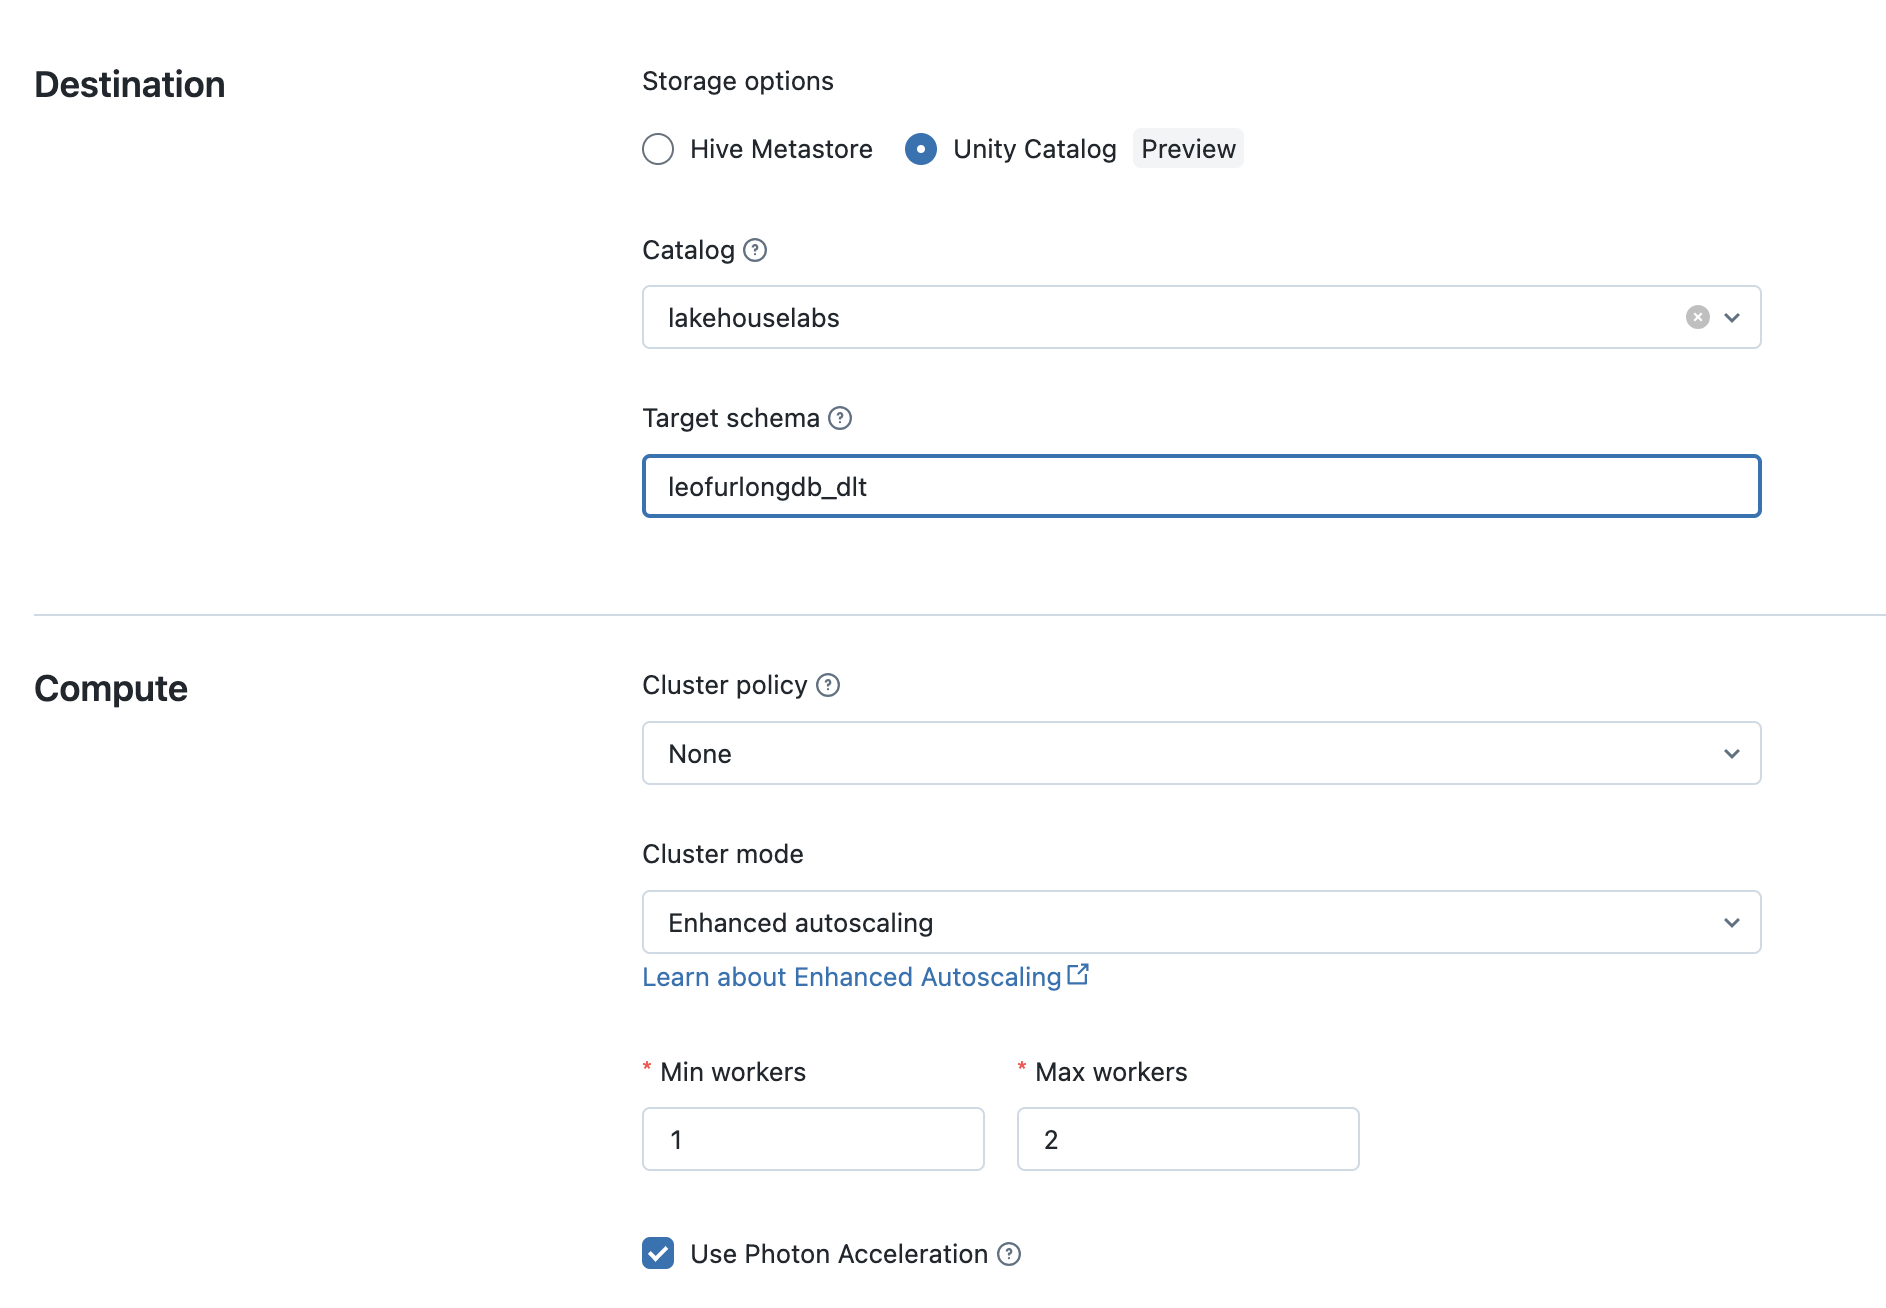 Destination
Storage options
Hive Metastore Unity Catalog Preview
Catalog ?
lakehouselabs
Target schema ?
leofurlongdb_dlt
Compute
Cluster policy ?
None
Cluster mode
Enhanced autoscaling
Learn about Enhanced Autoscaling
* Min workers * Max workers
1 2
Use Photon Acceleration ?